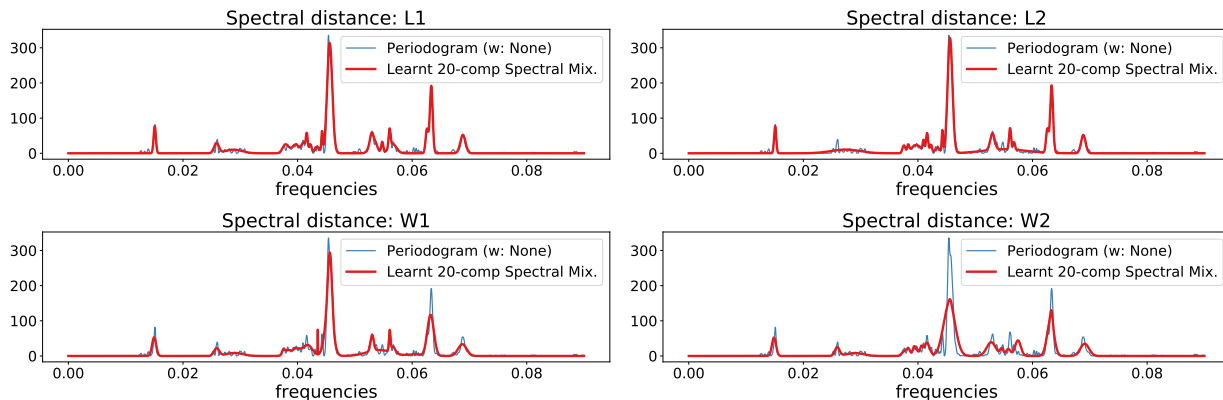 Spectral distance: L1
300
200
100
0
Periodogram (w: None)
Learnt 20-comp Spectral Mix.
0.00 0.02 0.04 0.06 0.08
frequencies
Spectral distance: L2
300
200
100
0
Periodogram (w: None)
Learnt 20-comp Spectral Mix.
0.00 0.02 0.04 0.06 0.08
frequencies
Spectral distance: W1
300
200
100
0
Periodogram (w: None)
Learnt 20-comp Spectral Mix.
0.00 0.02 0.04 0.06 0.08
frequencies
Spectral distance: W2
300
200
100
0
Periodogram (w: None)
Learnt 20-comp Spectral Mix.
0.00 0.02 0.04 0.06 0.08
frequencies